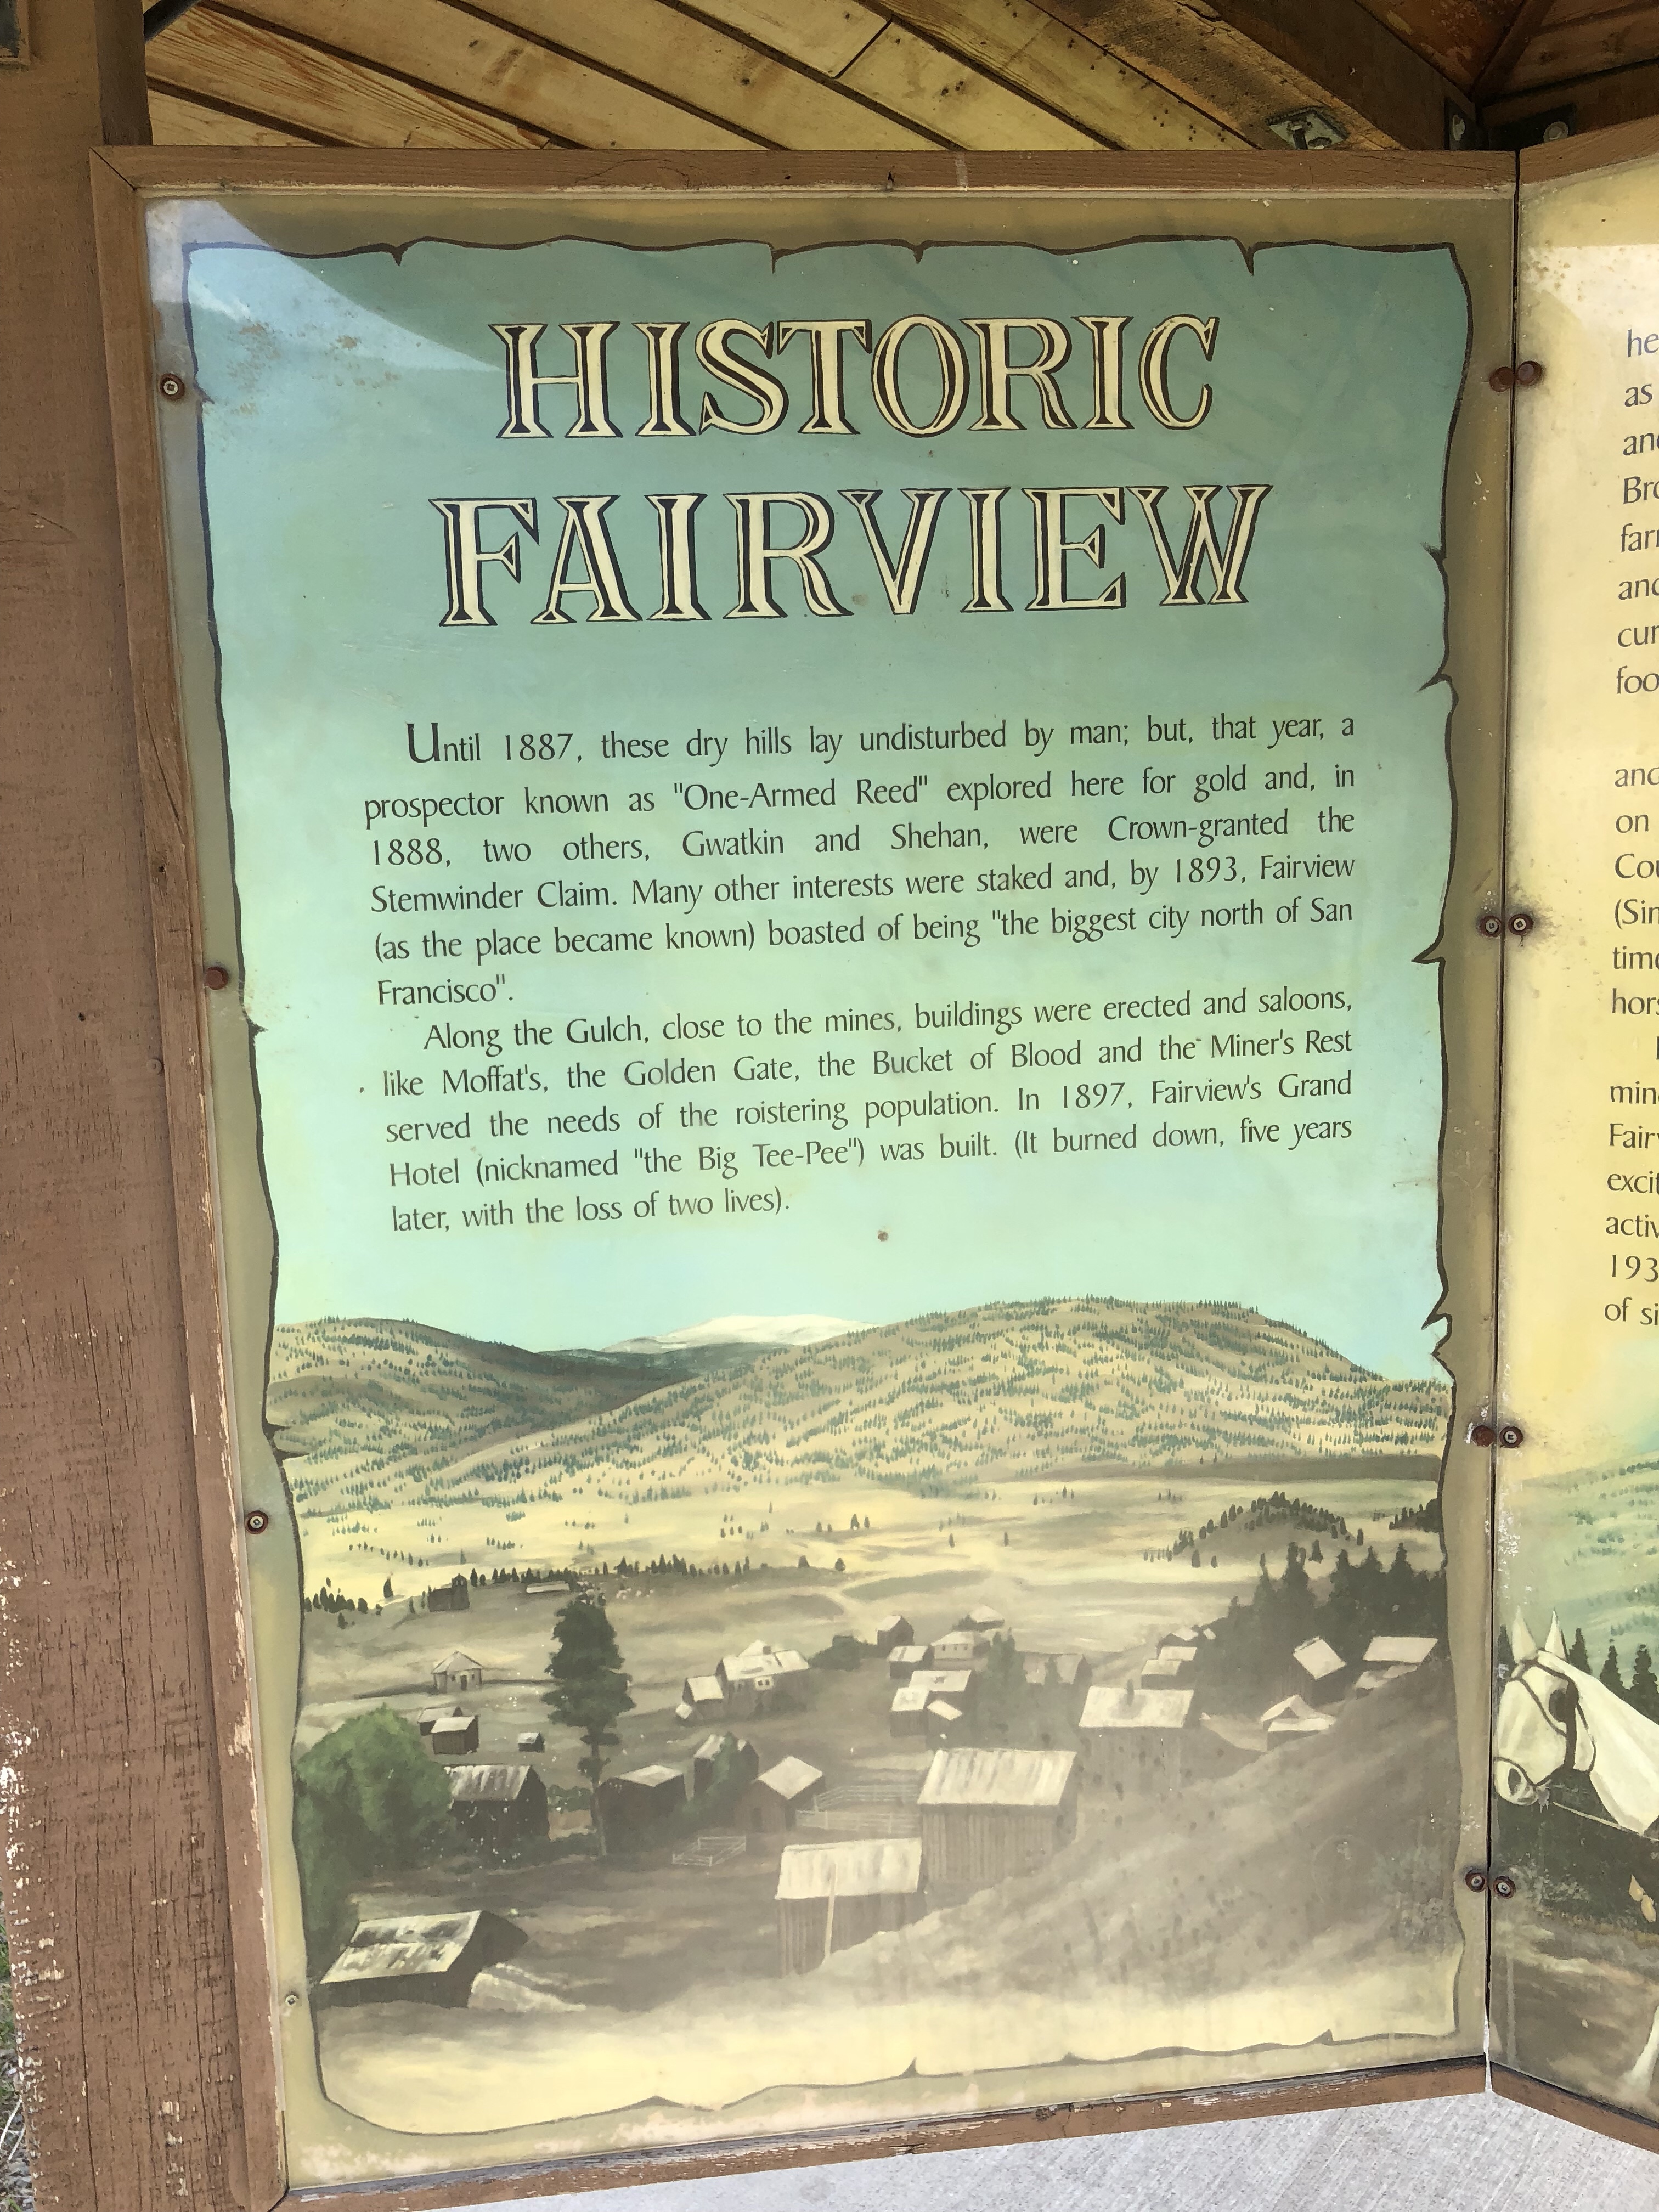 HISTORIC
FAIRVIEW
Until 1887, these dry hills lay undisturbed by man; but, that year, a
prospector known as "One-Armed Reed" explored here for gold and, in
1888, two others, Gwatkin and Shehan, were Crown-granted the
Stemwinder Claim. Many other interests were staked and, by 1893, Fairview
(as the place became known) boasted of being "the biggest city north of San
Francisco".
Along the Gulch, close to the mines, buildings were erected and saloons,
like Moffat's, the Golden Gate, the Bucket of Blood and the Miner's Rest
served the needs of the roistering population. In 1897, Fairview's Grand
Hotel (nicknamed "the Big Tee-Pee") was built. (It burned down, five years
later, with the loss of two lives).
as
on
of